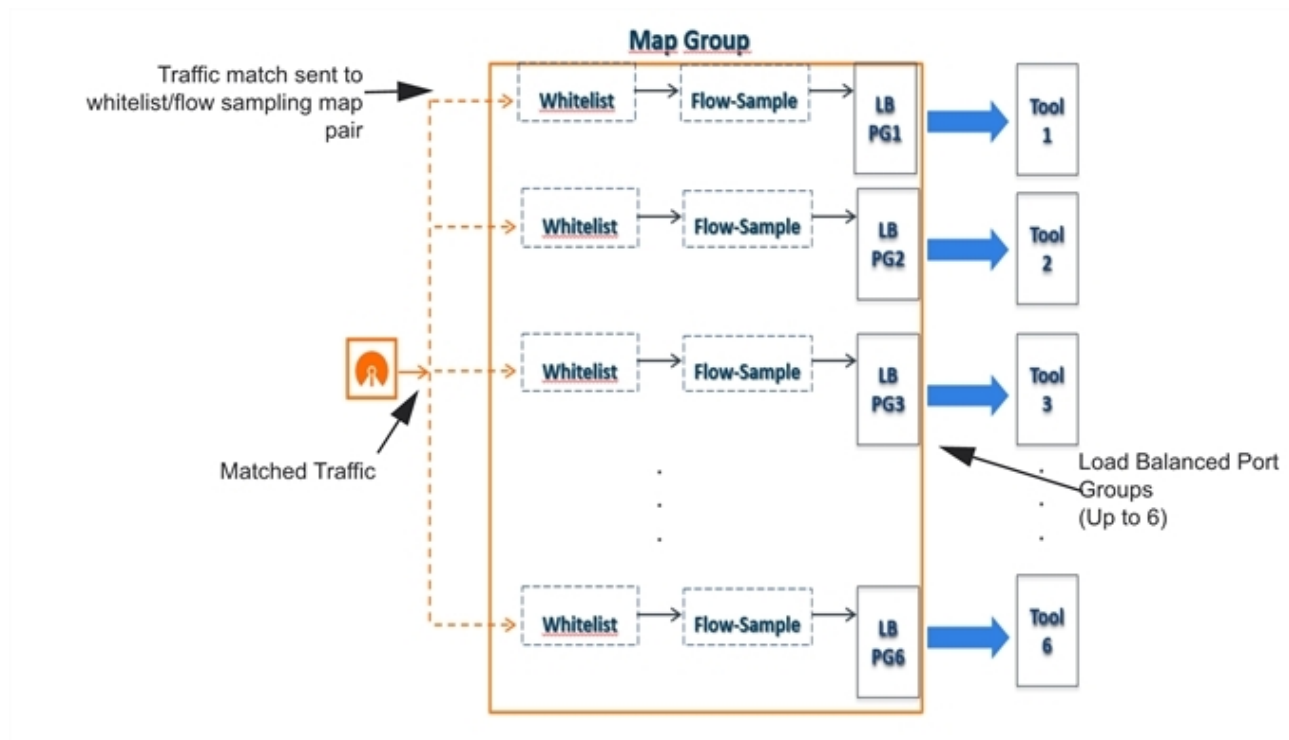 Map Group
Traffic match sent to
whitelist/flow sampling map
pair
Whitelist
Flow-Sample
LB
PG1
Tool
1
Whitelist
Flow-Sample
LB
PG2
Tool
2
Whitelist
Flow-Sample
LB
PG3
Tool
3
Matched Traffic
Load Balanced Port
Groups
(Up to 6)
Whitelist
Flow-Sample
LB
PG6
Tool
6